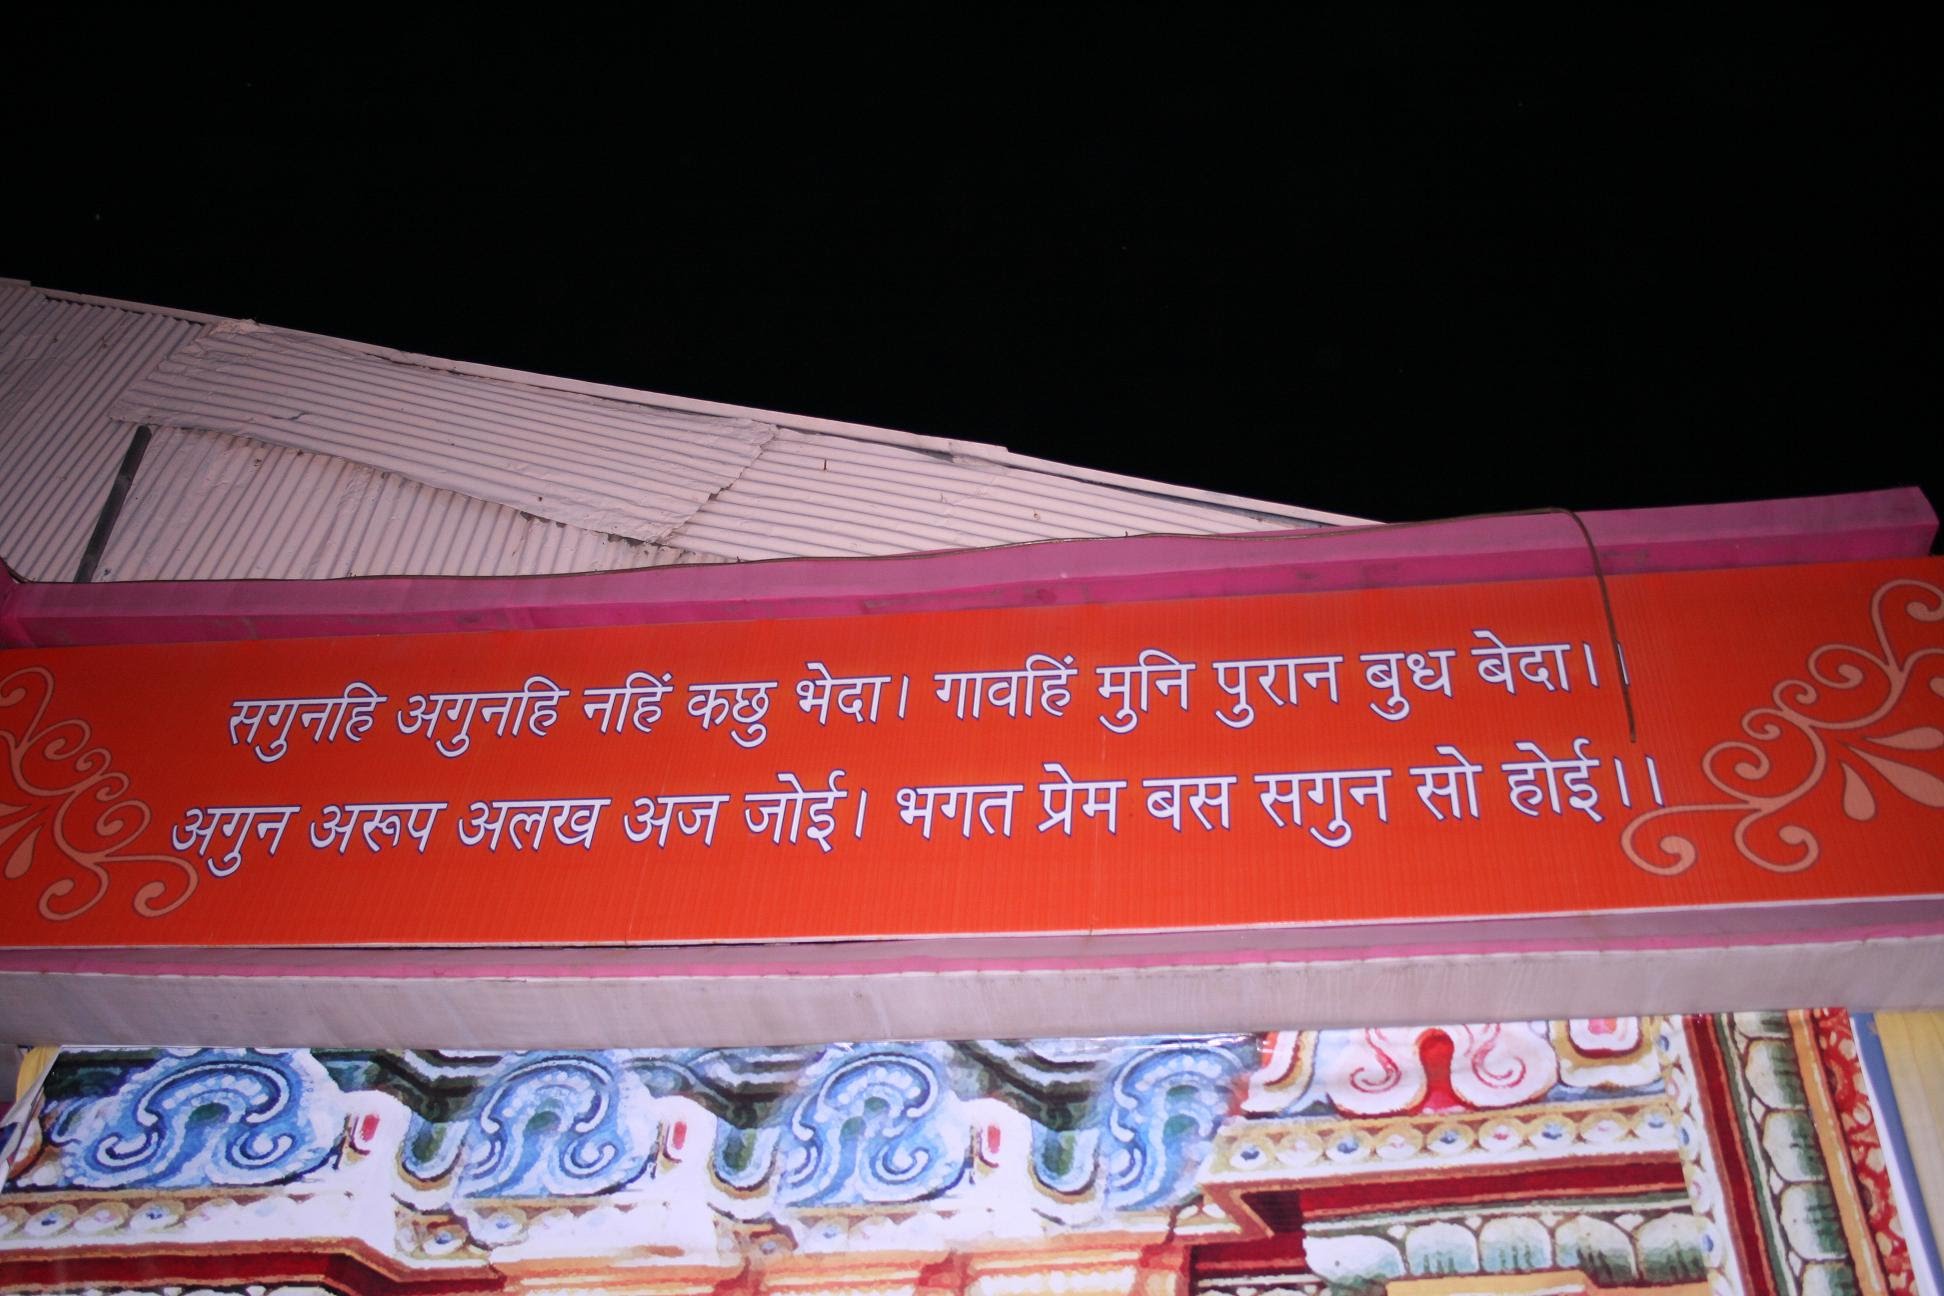 सगुनहि अगुनहि नहिं कछु भेदा। गावहिं मुनि पुरान बुध बेदा।।
अगुन अरूप अलख अज जोई। भगत प्रेम बस सगुन सो होई।।